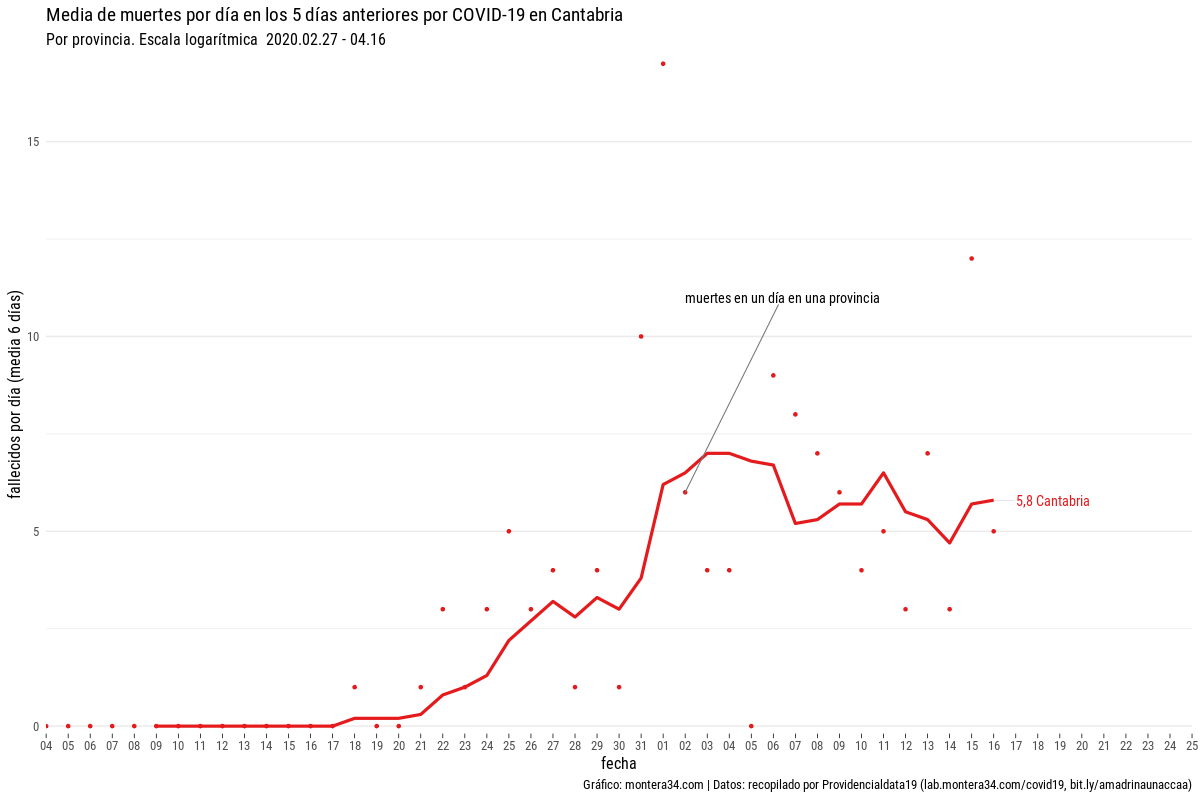 Media de muertes por día en los 5 días anteriores por COVID-19 en Cantabria
Por provincia. Escala logarítmica  2020.02.27 - 04.16
fallecidos por día (media 6 días)
15
10
5
0
muertes en un día en una provincia
5,8 Cantabria
04 05 06 07 08 09 10 11 12 13 14 15 16 17 18 19 20 21 22 23 24 25 26 27 28 29 30 31 01 02 03 04 05 06 07 08 09 10 11 12 13 14 15 16 17 18 19 20 21 22 23 24 25
fecha
Gráfico: montera34.com | Datos: recopilado por Providencialdata19 (lab.montera34.com/covid19, bit.ly/amadrinaunaccaa)